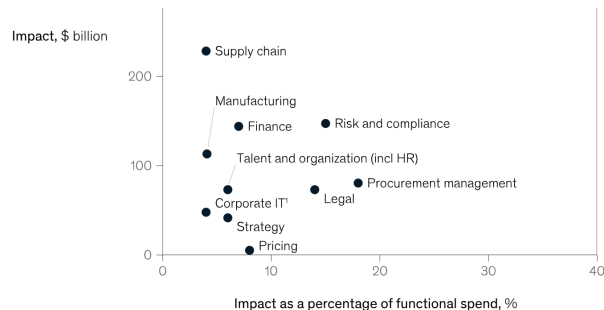 Impact, $ billion
Supply chain
200
Manufacturing
Finance
Risk and compliance
100
Talent and organization (incl HR)
Procurement management
Legal
Corporate IT¹
Strategy
Pricing
0
0 10 20 30 40
Impact as a percentage of functional spend, %